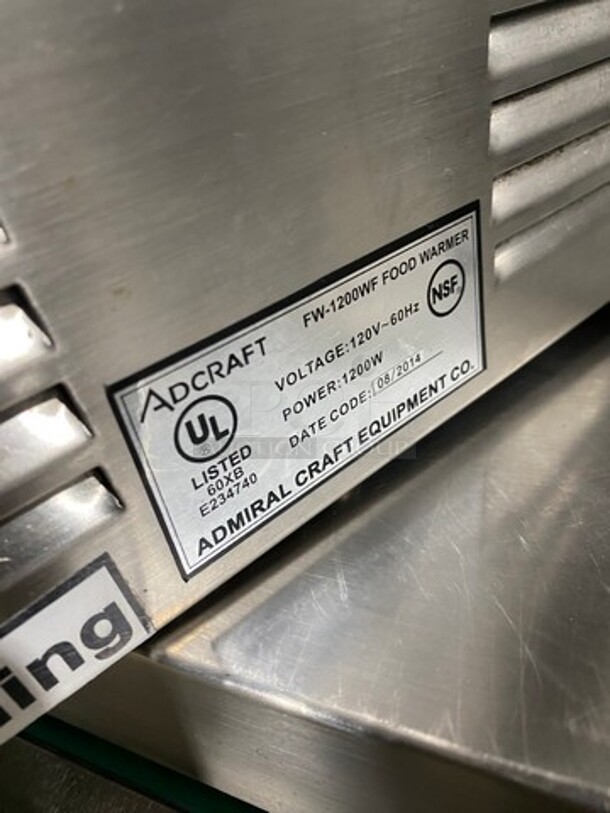 ADCRAFT
FW-1200WF FOOD WARMER
UL
LISTED
60XB
E234740
VOLTAGE:120V~60Hz
POWER:1200W
DATE CODE: 08/2014
NSF
ADMIRAL CRAFT EQUIPMENT CO.
ing